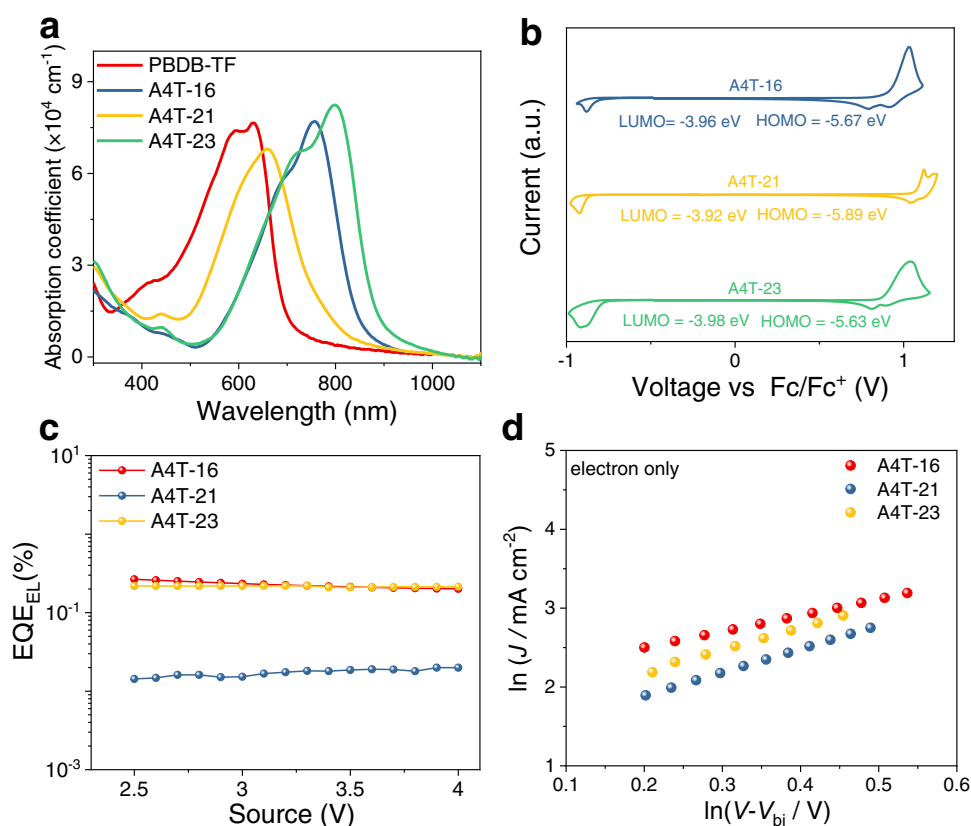 a
Absorption coefficient (×10⁴ cm⁻¹)
9
6
3
0
PBDB-TF
A4T-16
A4T-21
A4T-23
400
600
800
1000
Wavelength (nm)
b
Current (a.u.)
A4T-16
LUMO= -3.96 eV HOMO = -5.67 eV
A4T-21
LUMO = -3.92 eV HOMO = -5.89 eV
A4T-23
LUMO = -3.98 eV HOMO = -5.63 eV
-1
0
1
Voltage vs Fc/Fc⁺ (V)
c
EQE_EL(%)
10¹
10⁻¹
10⁻³
A4T-16
A4T-21
A4T-23
2.5
3
3.5
4
Source (V)
d
ln (J / mA cm⁻²)
5
4
3
2
1
electron only
A4T-16
A4T-21
A4T-23
0.1
0.2
0.3
0.4
0.5
0.6
ln(V-V_bi / V)